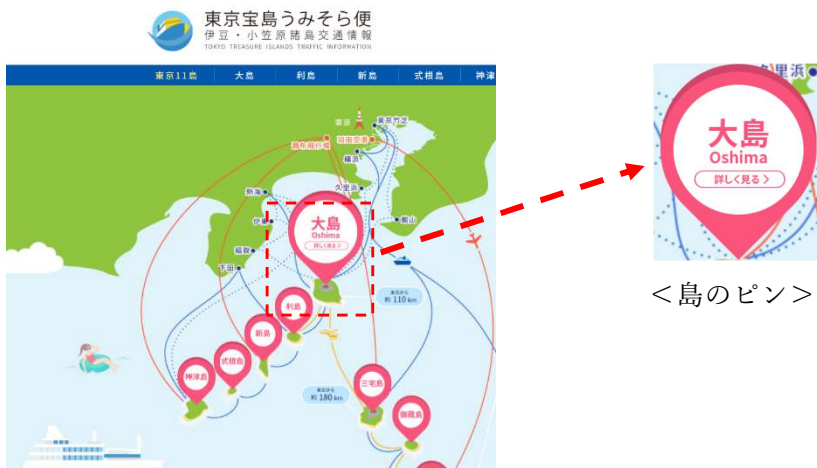 東京宝島うみそら便
伊豆・小笠原諸島交通情報
TOKYO TREASURE ISLANDS TRAFFIC INFORMATION
東京11島
大島
利島
新島
式根島
神津
東京
東京竹芝
調布飛行場
羽田空港
横浜
久里浜
熱海
館山
伊東
稲取
下田
大島
Oshima
詳しく見る >
東京から
約 110 km
利島
新島
式根島
神津島
三宅島
東京から
約 180 km
御蔵島
久里浜
大島
Oshima
詳しく見る >
<島のピン>